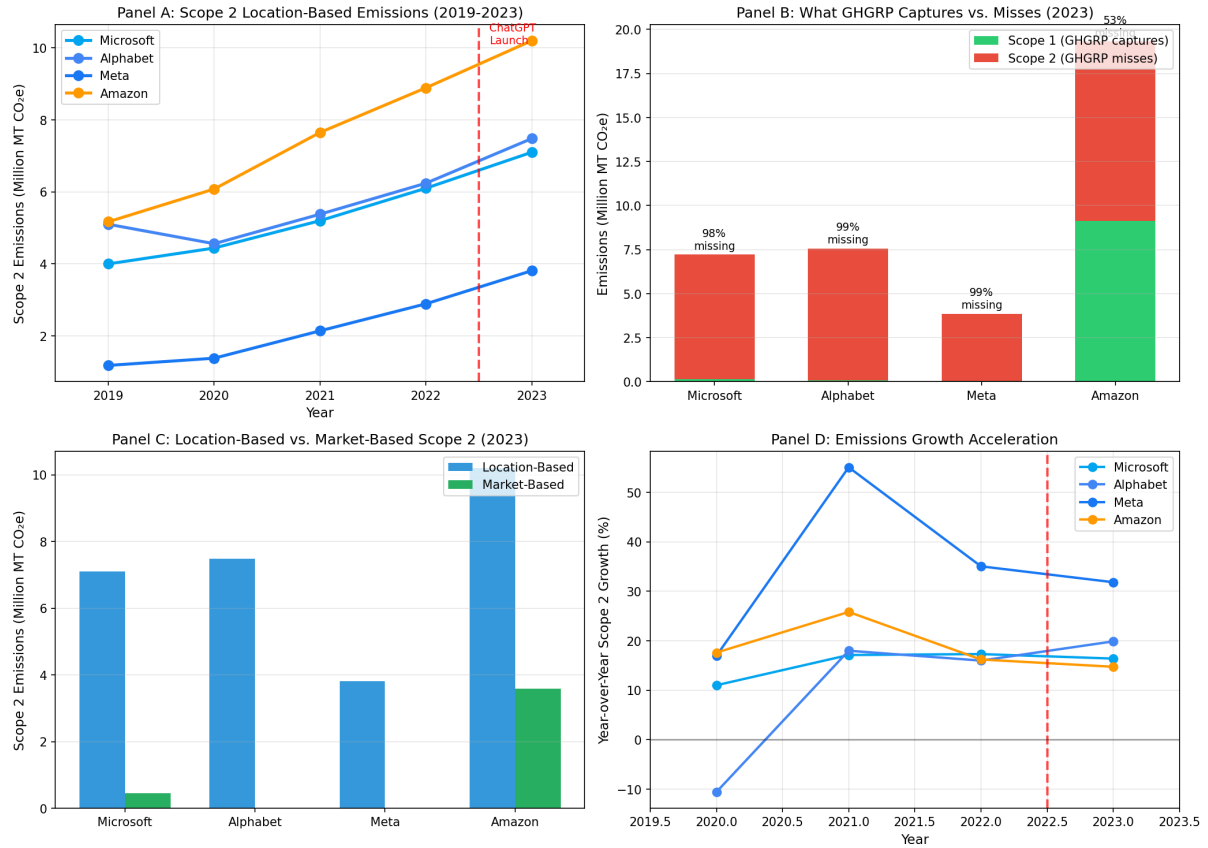 Panel A: Scope 2 Location-Based Emissions (2019-2023)
ChatGPT
Launch
Microsoft
Alphabet
Meta
Amazon
10
8
6
4
2
Scope 2 Emissions (Million MT CO₂e)
2019
2020
2021
2022
2023
Year
Panel B: What GHGRP Captures vs. Misses (2023)
53%
missing
Scope 1 (GHGRP captures)
Scope 2 (GHGRP misses)
20.0
17.5
15.0
12.5
10.0
7.5
5.0
2.5
0.0
Emissions (Million MT CO₂e)
98%
missing
99%
missing
99%
missing
Microsoft
Alphabet
Meta
Amazon
Panel C: Location-Based vs. Market-Based Scope 2 (2023)
Location-Based
Market-Based
10
8
6
4
2
0
Scope 2 Emissions (Million MT CO₂e)
Microsoft
Alphabet
Meta
Amazon
Panel D: Emissions Growth Acceleration
Microsoft
Alphabet
Meta
Amazon
50
40
30
20
10
0
−10
Year-over-Year Scope 2 Growth (%)
2019.5
2020.0
2020.5
2021.0
2021.5
2022.0
2022.5
2023.0
2023.5
Year